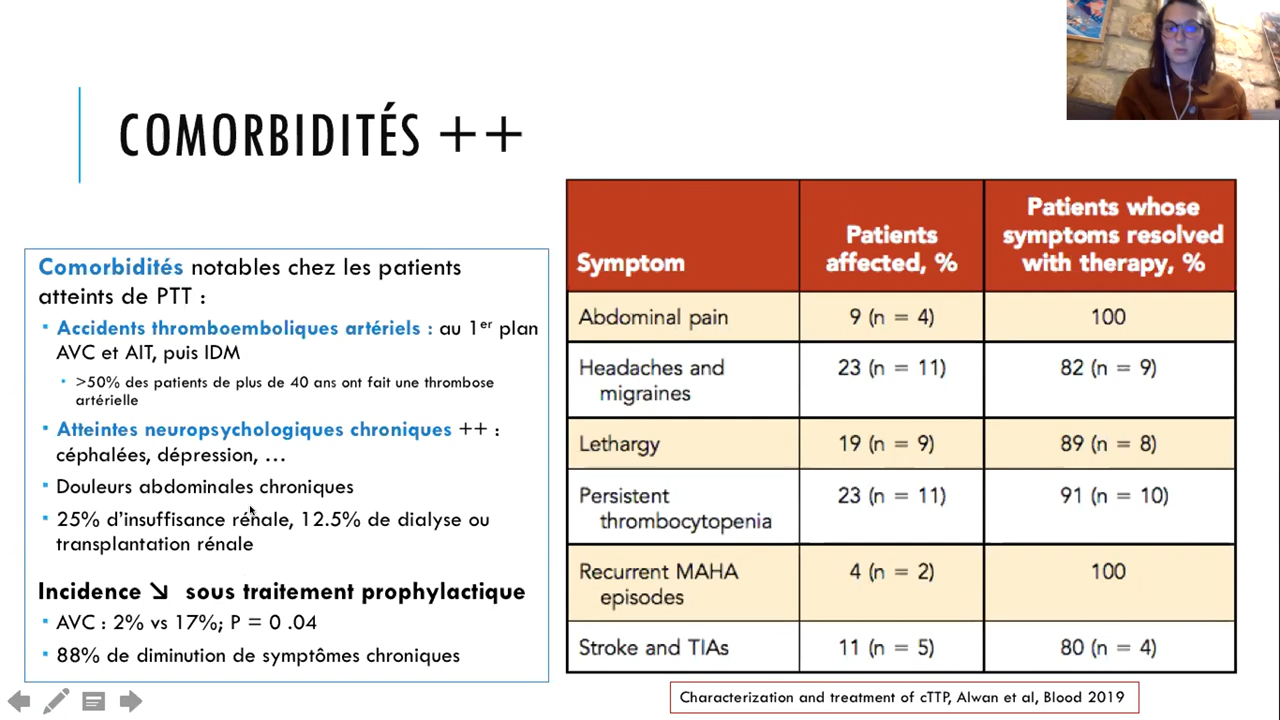 COMORBIDITÉS ++
Comorbidités notables chez les patients
atteints de PTT :
▪ Accidents thromboemboliques artériels : au 1er plan
AVC et AIT, puis IDM
▪ >50% des patients de plus de 40 ans ont fait une thrombose
artérielle
▪ Atteintes neuropsychologiques chroniques ++ :
céphalées, dépression, …
▪ Douleurs abdominales chroniques
▪ 25% d’insuffisance rénale, 12.5% de dialyse ou
transplantation rénale
Incidence ↘ sous traitement prophylactique
▪ AVC : 2% vs 17%; P = 0 .04
▪ 88% de diminution de symptômes chroniques
Symptom Patients affected, % Patients whose symptoms resolved with therapy, %
Abdominal pain 9 (n = 4) 100
Headaches and migraines 23 (n = 11) 82 (n = 9)
Lethargy 19 (n = 9) 89 (n = 8)
Persistent thrombocytopenia 23 (n = 11) 91 (n = 10)
Recurrent MAHA episodes 4 (n = 2) 100
Stroke and TIAs 11 (n = 5) 80 (n = 4)
Characterization and treatment of cTTP, Alwan et al, Blood 2019